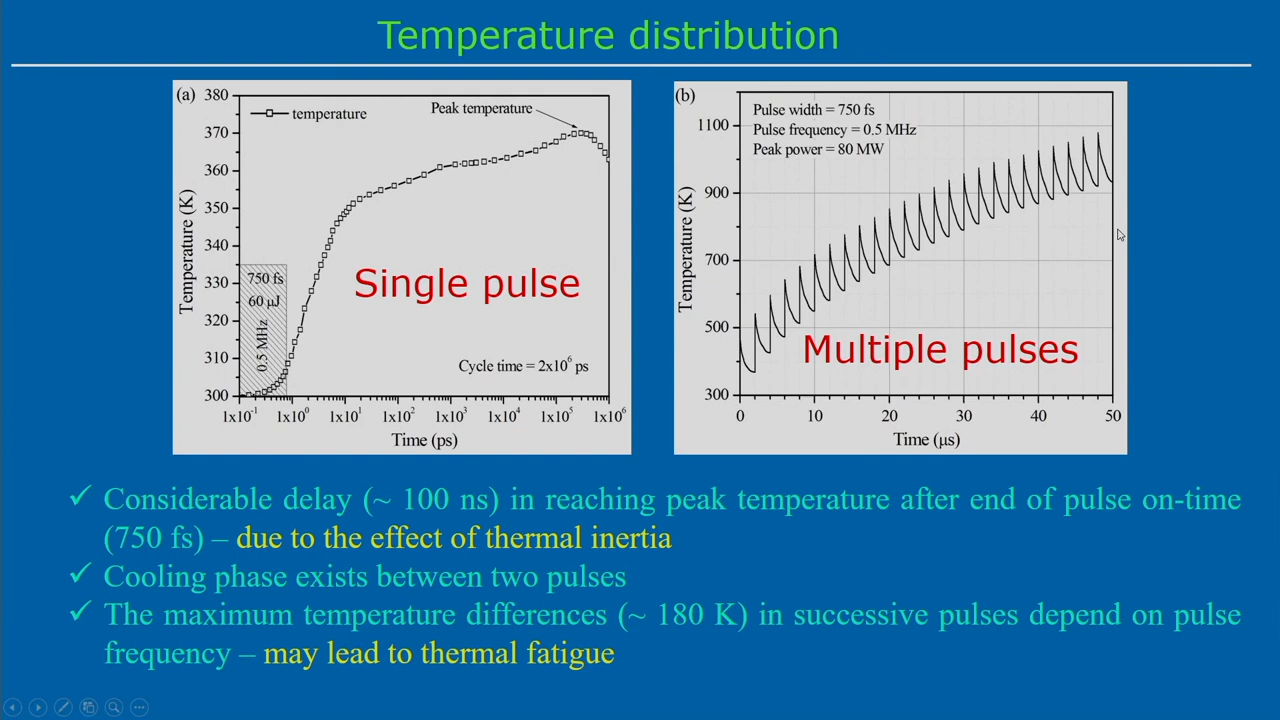 Temperature distribution
(a)
380
370
360
350
340
330
320
310
300
Temperature (K)
temperature
Peak temperature
750 fs
60 μJ
0.5 MHz
Single pulse
Cycle time = 2x10⁶ ps
1x10⁻¹ 1x10⁰ 1x10¹ 1x10² 1x10³ 1x10⁴ 1x10⁵ 1x10⁶
Time (ps)
(b)
1100
900
700
500
300
Temperature (K)
Pulse width = 750 fs
Pulse frequency = 0.5 MHz
Peak power = 80 MW
Multiple pulses
0 10 20 30 40 50
Time (μs)
✓ Considerable delay (~ 100 ns) in reaching peak temperature after end of pulse on-time
(750 fs) – due to the effect of thermal inertia
✓ Cooling phase exists between two pulses
✓ The maximum temperature differences (~ 180 K) in successive pulses depend on pulse
frequency – may lead to thermal fatigue